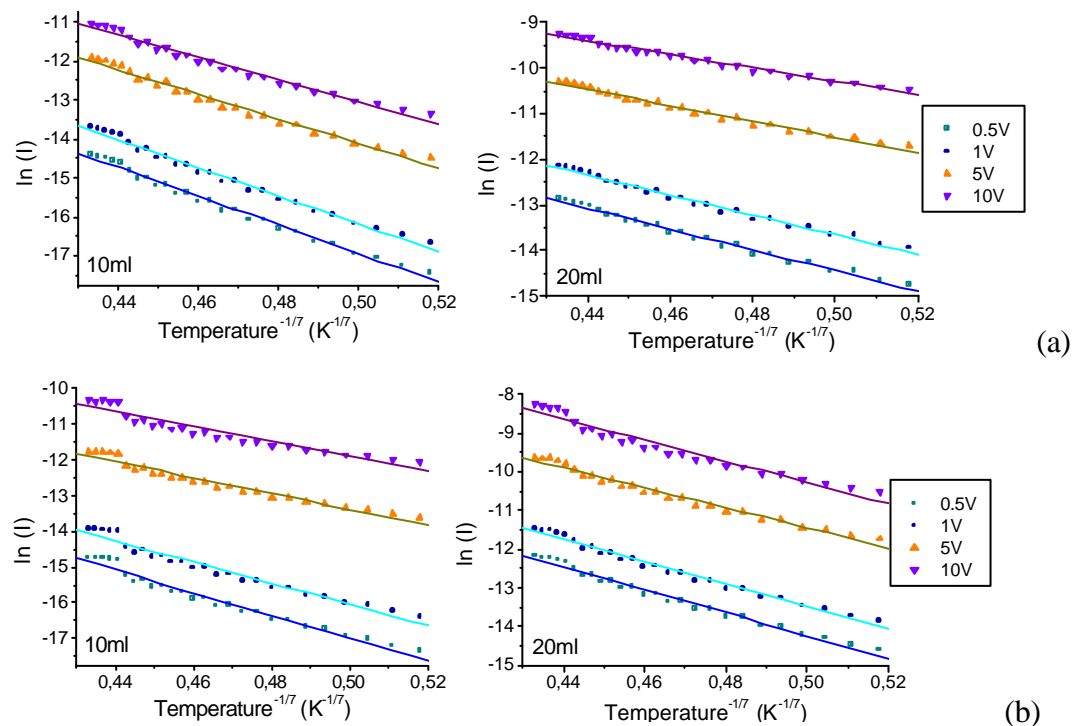 -11
-12
-13
-14
-15
-16
-17
ln (I)
10ml
0,44 0,46 0,48 0,50 0,52
Temperature^-1/7 (K^-1/7)
-9
-10
-11
-12
-13
-14
-15
20ml
0,44 0,46 0,48 0,50 0,52
Temperature^-1/7 (K^-1/7)
0.5V
1V
5V
10V
(a)
-10
-11
-12
-13
-14
-15
-16
-17
ln (I)
10ml
0,44 0,46 0,48 0,50 0,52
Temperature^-1/7 (K^-1/7)
-8
-9
-10
-11
-12
-13
-14
-15
20ml
0,44 0,46 0,48 0,50 0,52
Temperature^-1/7 (K^-1/7)
0.5V
1V
5V
10V
(b)